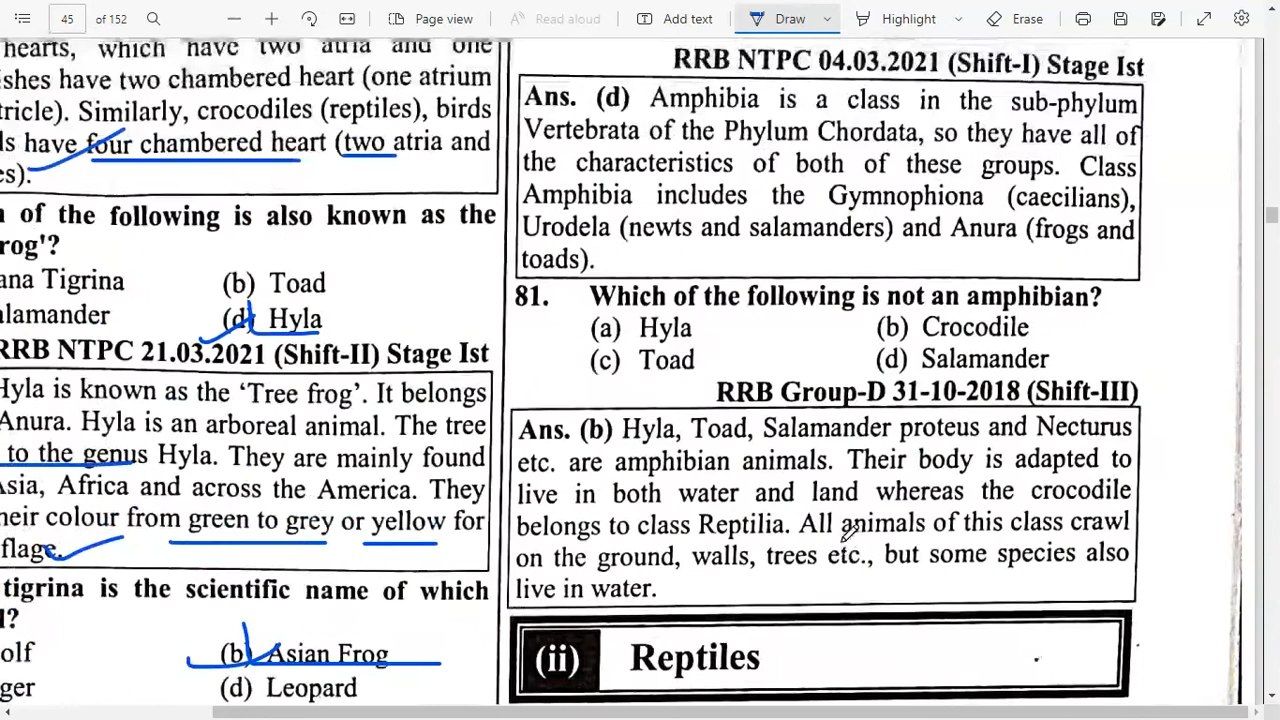 45 of 152 Page view Read aloud Add text Draw Highlight Erase
hearts, which have two atria and one
shes have two chambered heart (one atrium
tricle). Similarly, crocodiles (reptiles), birds
ls have four chambered heart (two atria and
es).
n of the following is also known as the
rog'?
ana Tigrina (b) Toad
lamander (d) Hyla
RRB NTPC 21.03.2021 (Shift-II) Stage Ist
Hyla is known as the ‘Tree frog’. It belongs
Anura. Hyla is an arboreal animal. The tree
to the genus Hyla. They are mainly found
Asia, Africa and across the America. They
heir colour from green to grey or yellow for
flage.
tigrina is the scientific name of which
l?
olf (b) Asian Frog
ger (d) Leopard
RRB NTPC 04.03.2021 (Shift-I) Stage Ist
Ans. (d) Amphibia is a class in the sub-phylum
Vertebrata of the Phylum Chordata, so they have all of
the characteristics of both of these groups. Class
Amphibia includes the Gymnophiona (caecilians),
Urodela (newts and salamanders) and Anura (frogs and
toads).
81. Which of the following is not an amphibian?
(a) Hyla (b) Crocodile
(c) Toad (d) Salamander
RRB Group-D 31-10-2018 (Shift-III)
Ans. (b) Hyla, Toad, Salamander proteus and Necturus
etc. are amphibian animals. Their body is adapted to
live in both water and land whereas the crocodile
belongs to class Reptilia. All animals of this class crawl
on the ground, walls, trees etc., but some species also
live in water.
(ii) Reptiles